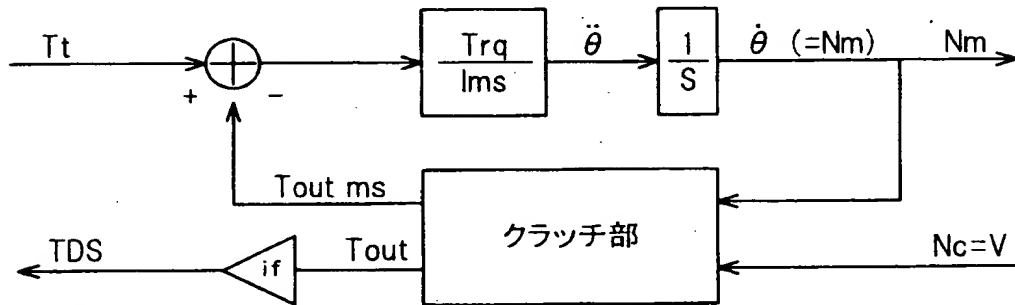 Tt
+
-
Trq
Ims
θ̈
1
S
θ̇ (=Nm)
Nm
Tout ms
クラッチ部
TDS
if
Tout
Nc=V